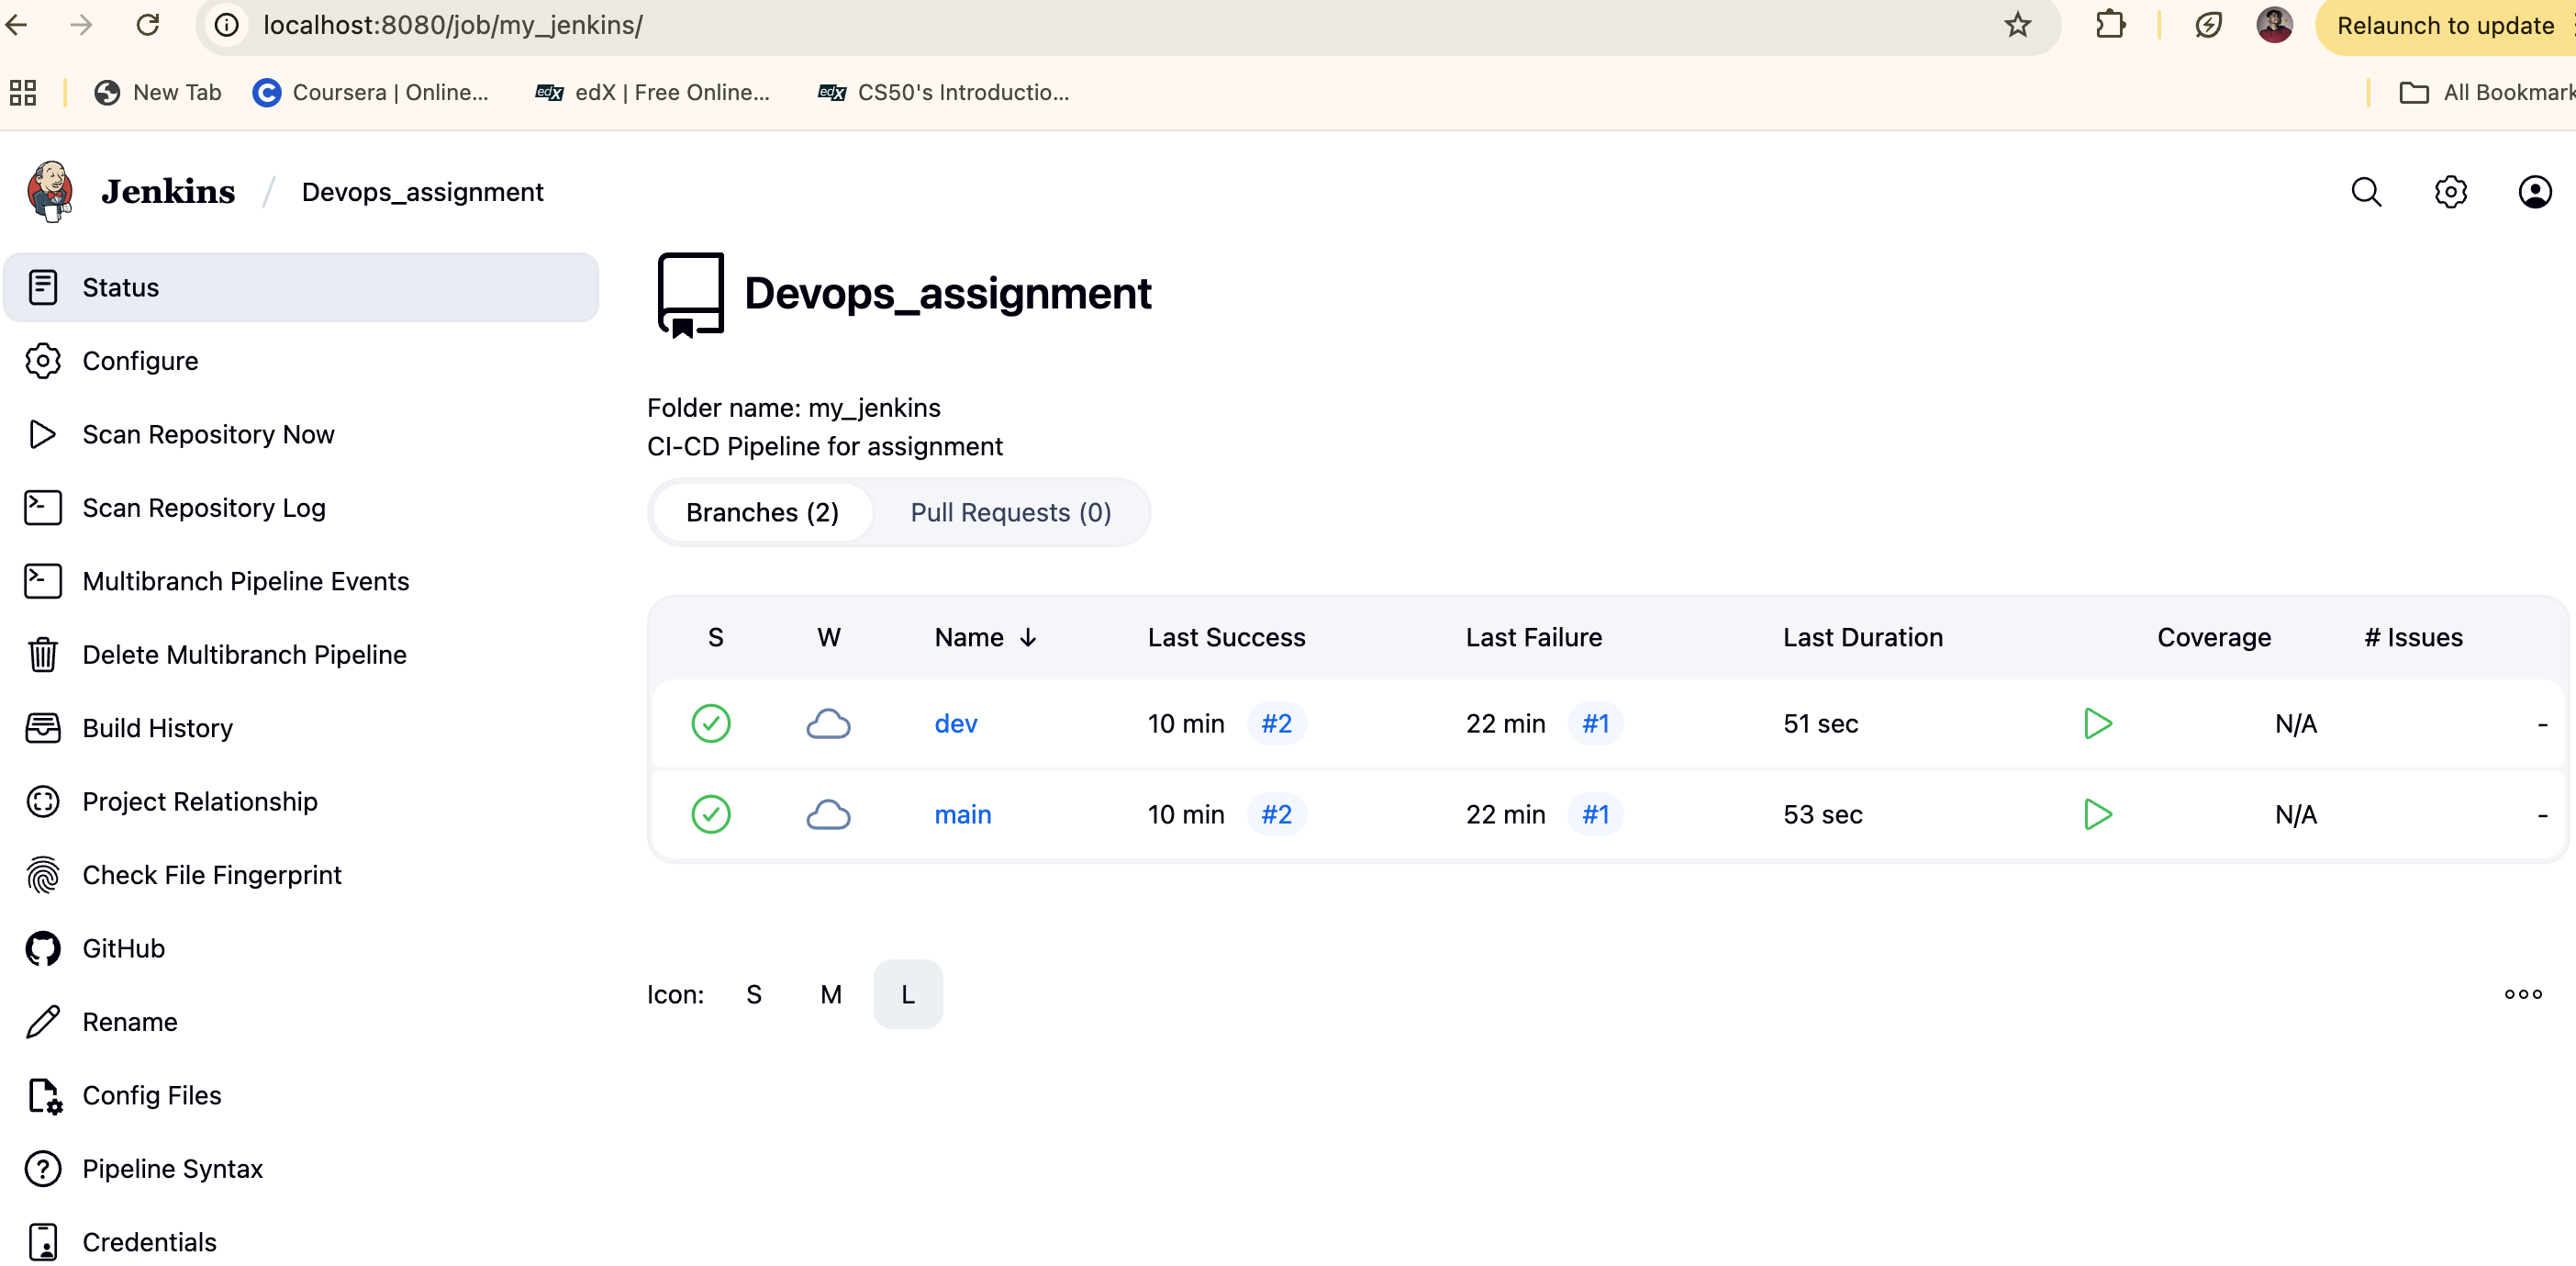 localhost:8080/job/my_jenkins/
Relaunch to update
New Tab
Coursera | Online...
edX | Free Online...
CS50's Introductio...
All Bookmark
Jenkins / Devops_assignment
Status
Configure
Scan Repository Now
Scan Repository Log
Multibranch Pipeline Events
Delete Multibranch Pipeline
Build History
Project Relationship
Check File Fingerprint
GitHub
Rename
Config Files
Pipeline Syntax
Credentials
Devops_assignment
Folder name: my_jenkins
CI-CD Pipeline for assignment
Branches (2) Pull Requests (0)
S W Name ↓ Last Success Last Failure Last Duration Coverage # Issues
dev 10 min #2 22 min #1 51 sec N/A -
main 10 min #2 22 min #1 53 sec N/A -
Icon: S M L